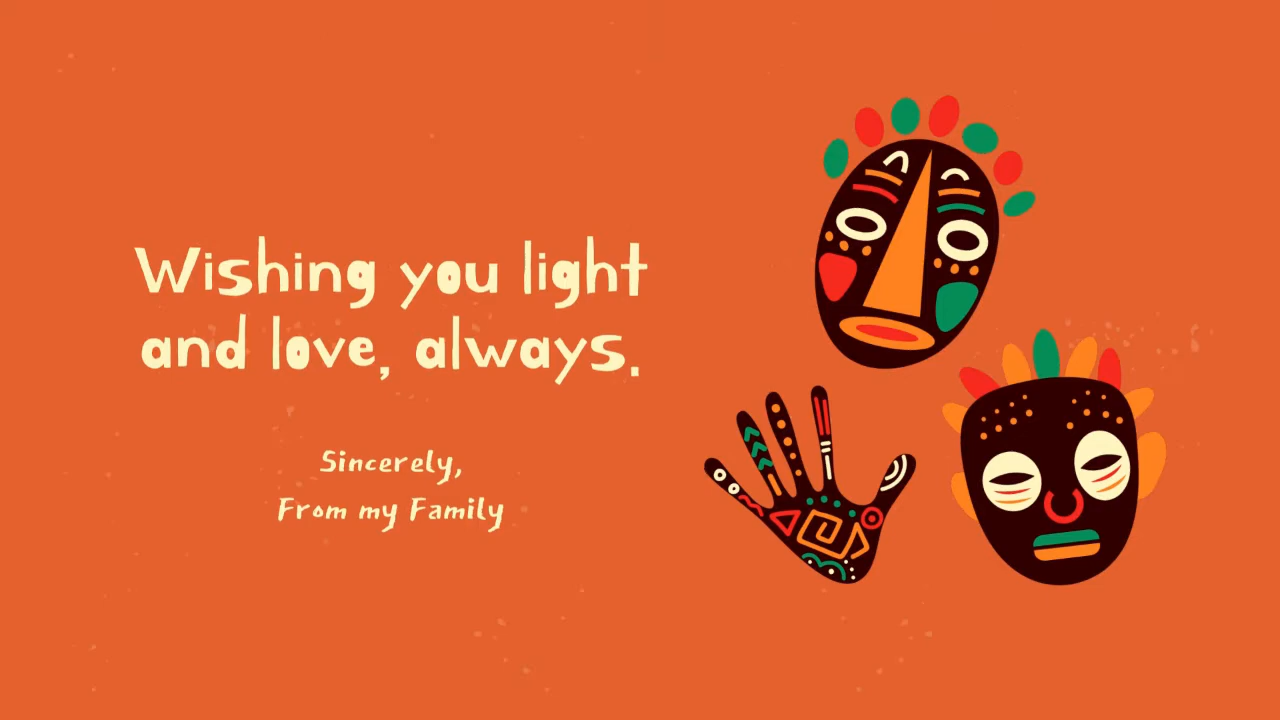 Wishing you light
and love, always.
Sincerely,
From my Family